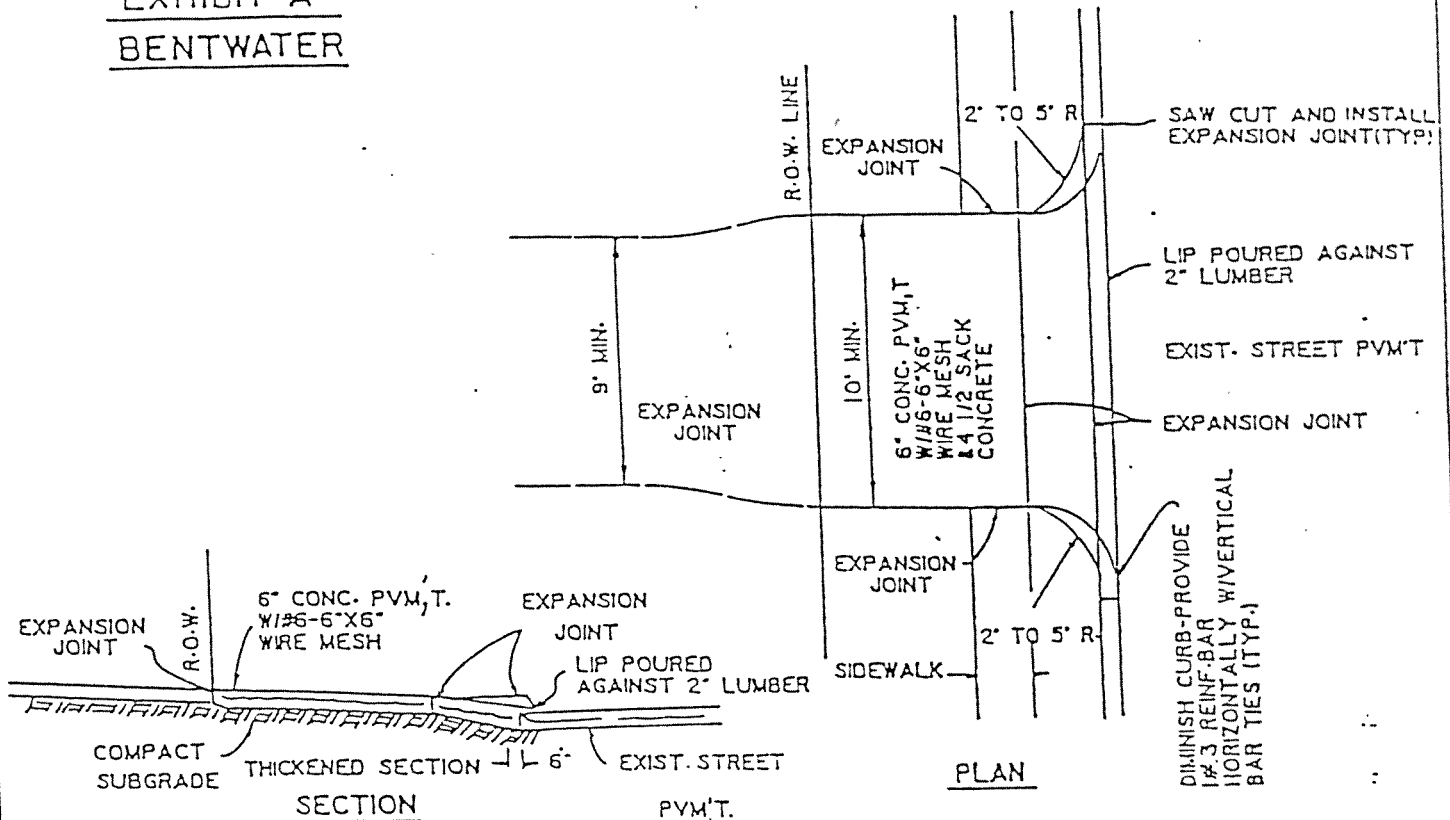 EXHIBIT A
BENTWATER
R.O.W. LINE
2' TO 5' R
EXPANSION
JOINT
SAW CUT AND INSTALL
EXPANSION JOINT(TYP)
LIP POURED AGAINST
2" LUMBER
EXIST. STREET PVM'T
EXPANSION JOINT
9' MIN.
EXPANSION
JOINT
10' MIN.
6" CONC. PVM,T
W/#6-6"X6"
WIRE MESH
&4 1/2 SACK
CONCRETE
EXPANSION
JOINT
2' TO 5' R
SIDEWALK
DIMINISH CURB-PROVIDE
1#3 REINF.BAR
HORIZONTALLY W/VERTICAL
BAR TIES (TYP.)
PLAN
EXPANSION
JOINT
R.O.W.
6" CONC. PVM,T.
W/#6-6"X6"
WIRE MESH
EXPANSION
JOINT
LIP POURED
AGAINST 2" LUMBER
COMPACT
SUBGRADE
THICKENED SECTION
6"
EXIST. STREET
PVM'T.
SECTION